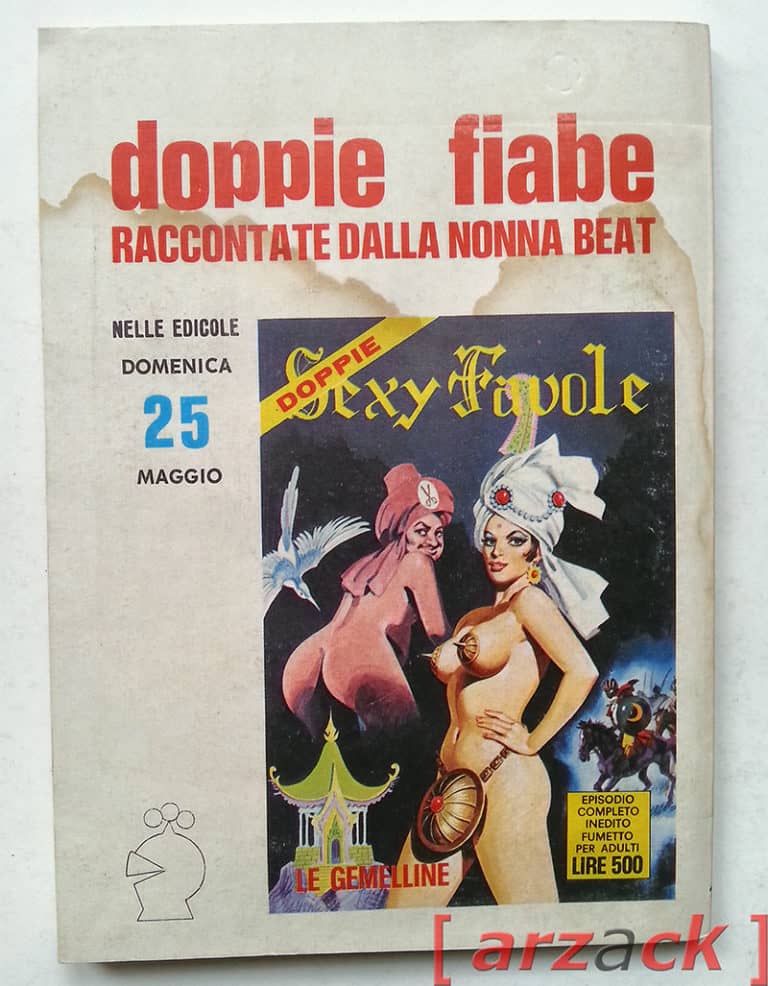 doppie fiabe
RACCONTATE DALLA NONNA BEAT
NELLE EDICOLE
DOMENICA
25
MAGGIO
DOPPIE
Sexy Favole
EPISODIO
COMPLETO
INEDITO
FUMETTO
PER ADULTI
LIRE 500
LE GEMELLINE
[ arzack ]